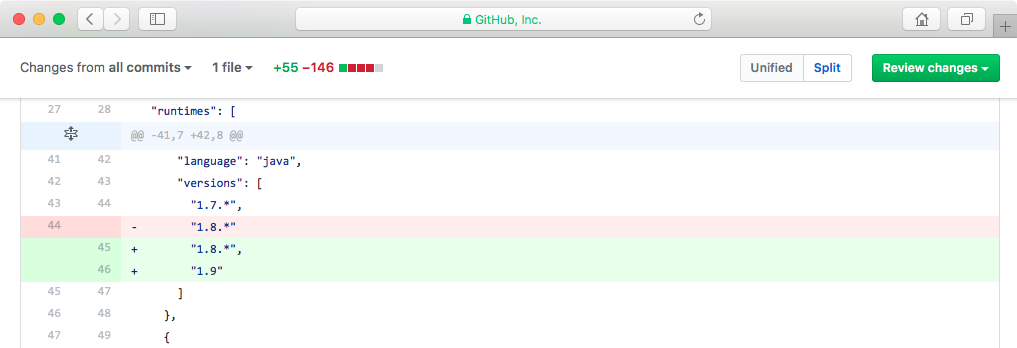 GitHub, Inc.
Changes from all commits 1 file +55 −146 Unified Split Review changes
27 28 "runtimes": [
@@ -41,7 +42,8 @@
41 42 "language": "java",
42 43 "versions": [
43 44 "1.7.*",
44 - "1.8.*"
45 + "1.8.*",
46 + "1.9"
45 47 ]
46 48 },
47 49 {